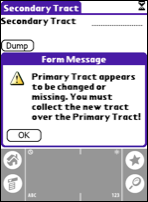 Secondary Tract
Secondary Tract
Dump
Form Message
Primary Tract appears
to be changed or
missing. You must
collect the new tract
over the Primary Tract!
OK
ABC
123